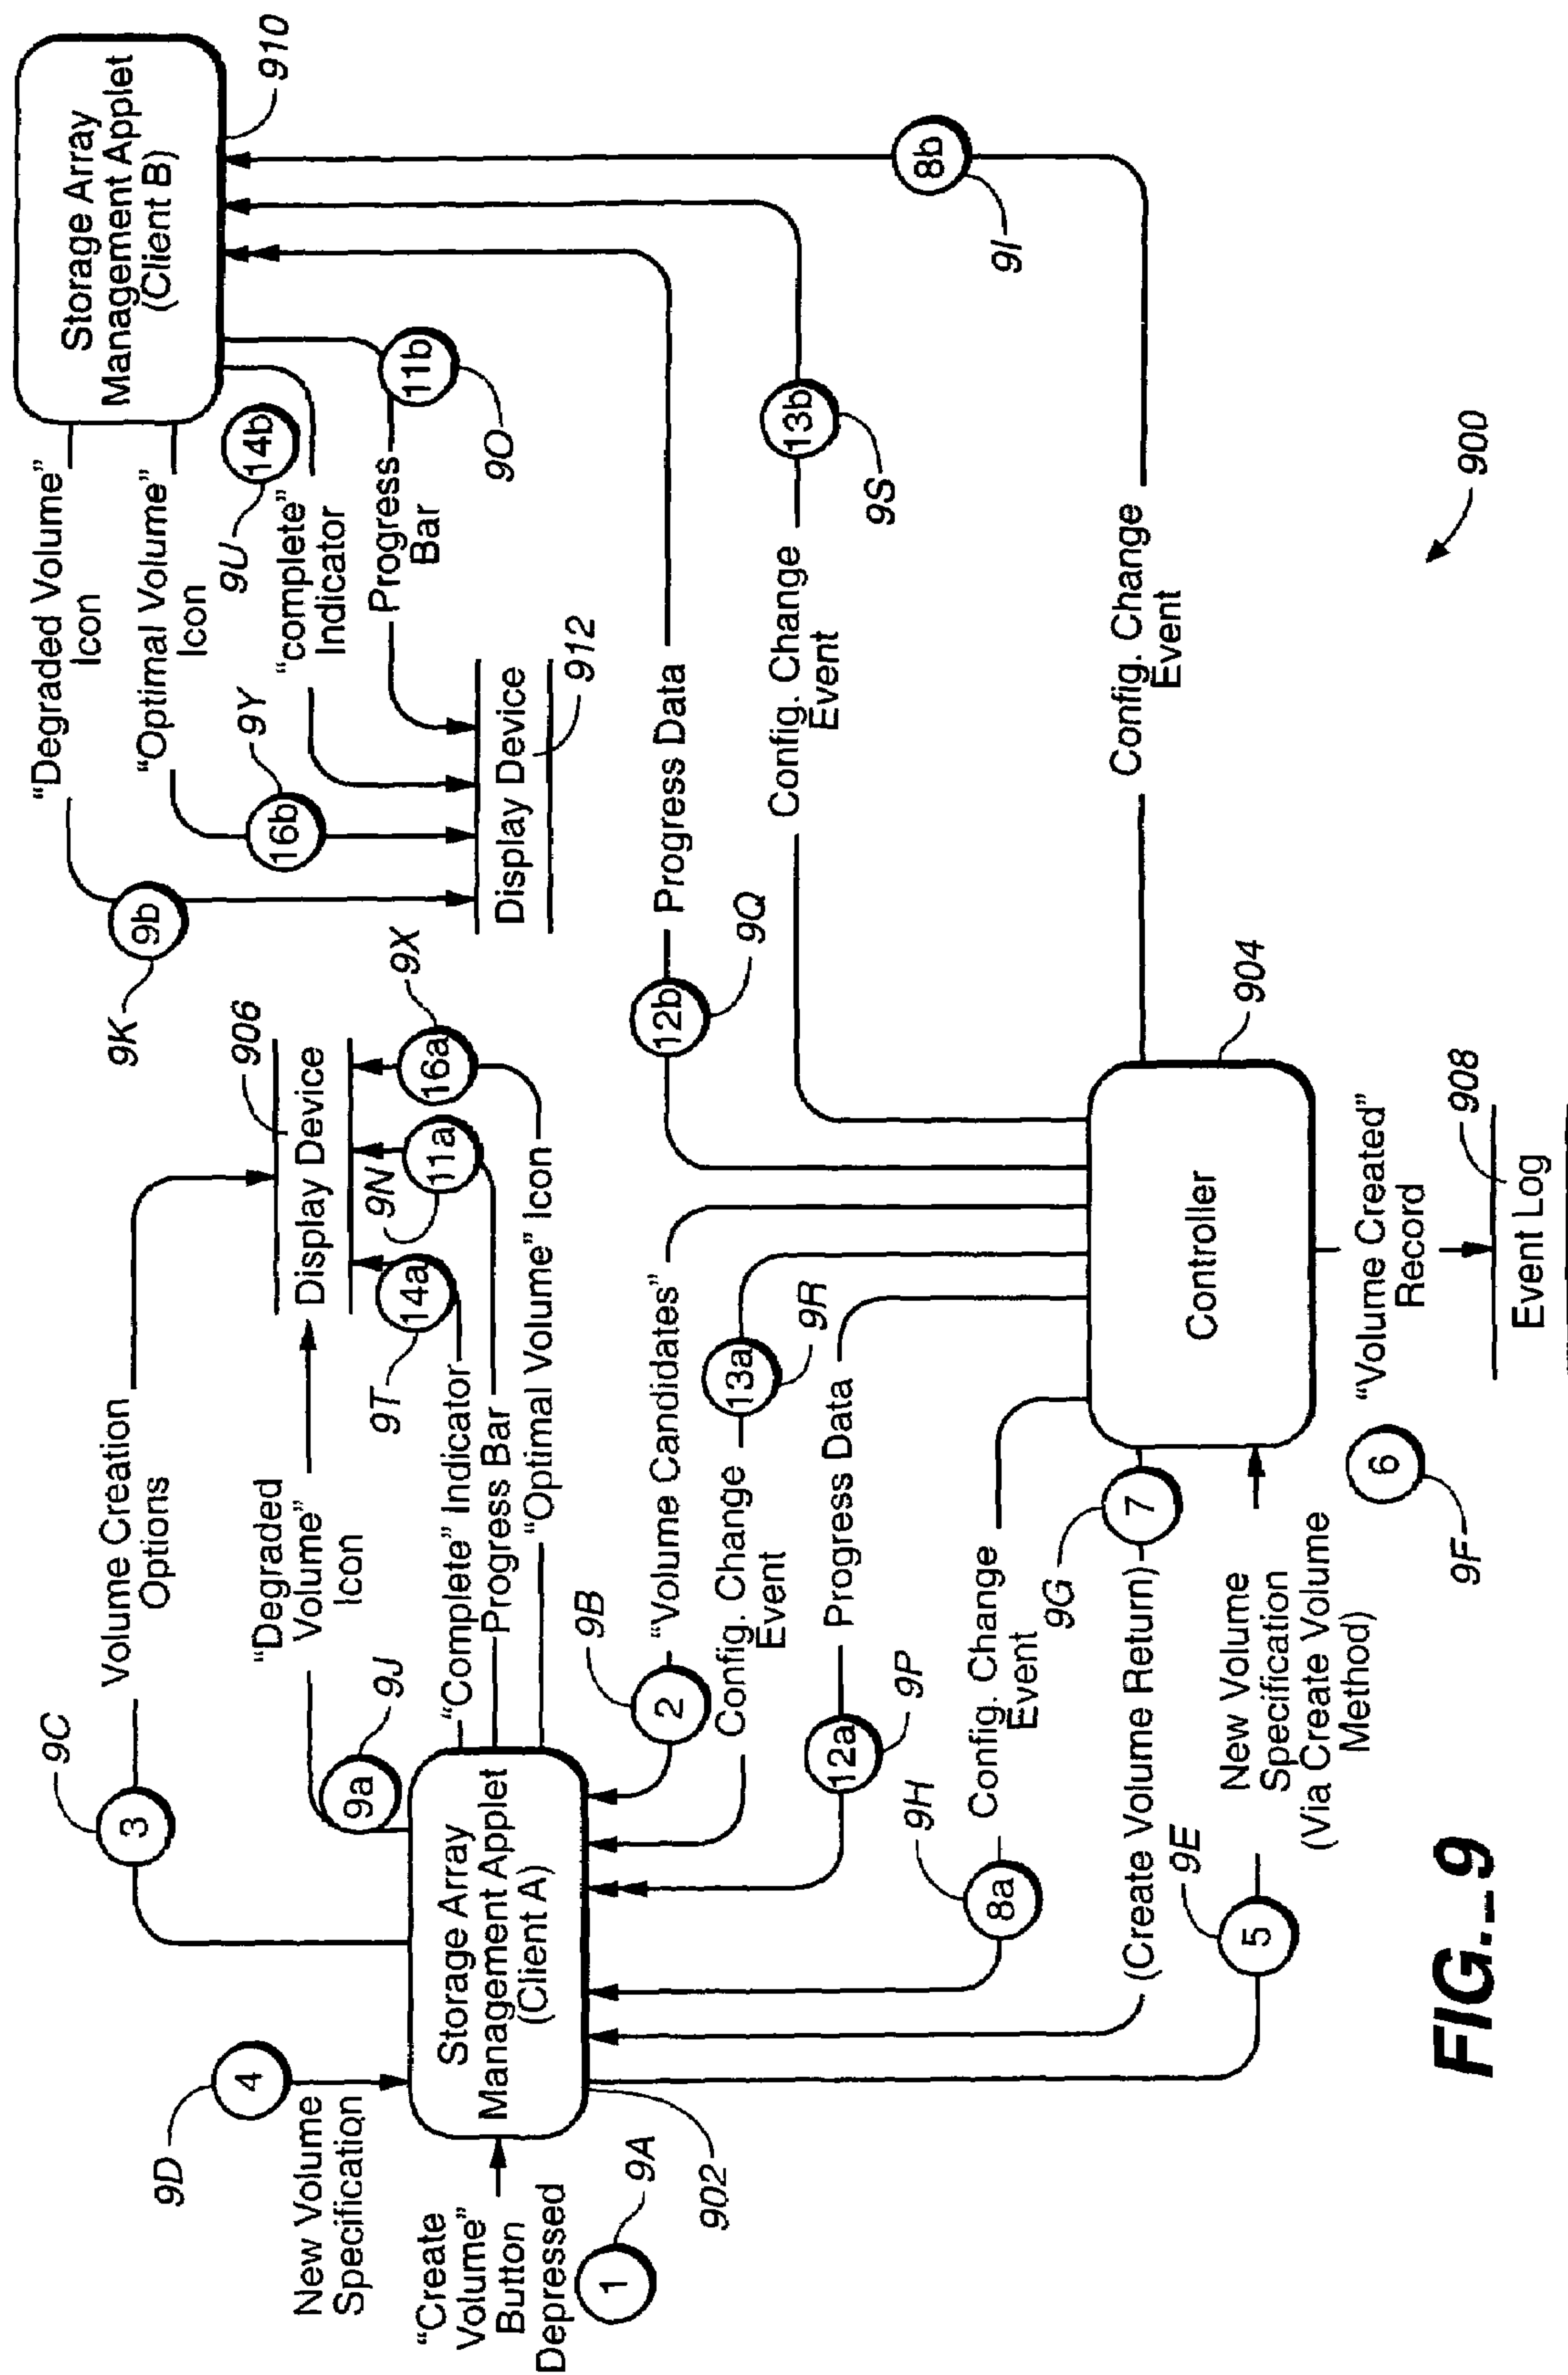 9D
4
New Volume
Specification
"Create
Volume"
Button
Depressed
1
9A
902
9C
3
Volume Creation
Options
Storage Array
Management Applet
(Client A)
9a
9J
"Degraded
Volume"
Icon
906
Display Device
9T
14a
9N
11a
16a
9X
"Complete" Indicator
Progress Bar
"Optimal Volume" Icon
9B
2
"Volume Candidates"
Config. Change
Event
13a
9R
9P
12a
Progress Data
9H
8a
Config. Change
Event
9G
7
(Create Volume Return)
9E
5
New Volume
Specification
(Via Create Volume
Method)
6
9F
"Volume Created"
Record
908
Event Log
Controller
904
9K
9b
"Degraded Volume"
Icon
"Optimal Volume"
Icon
16b
9Y
9U
14b
"complete"
Indicator
Progress
Bar
11b
9O
Display Device
912
Storage Array
Management Applet
(Client B)
910
12b
9Q
Progress Data
Config. Change
Event
13b
9S
Config. Change
Event
8b
9I
900
FIG._9